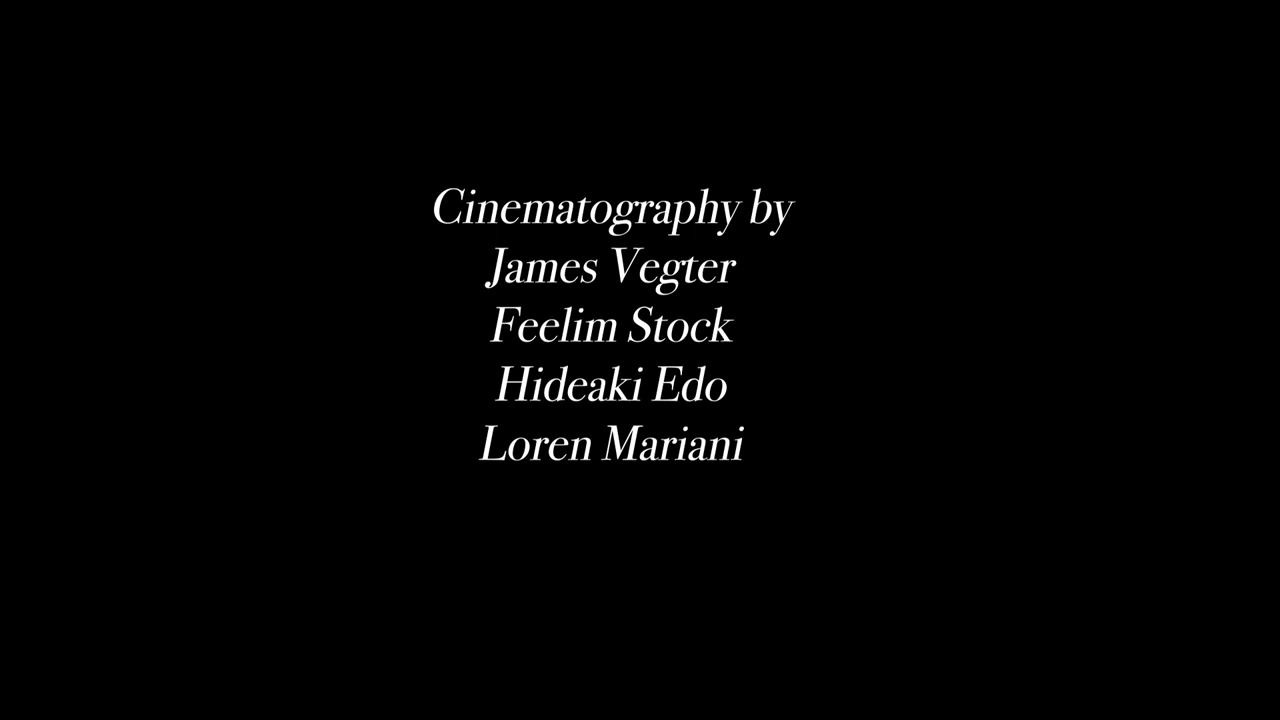 Cinematography by
James Vegter
Feelim Stock
Hideaki Edo
Loren Mariani